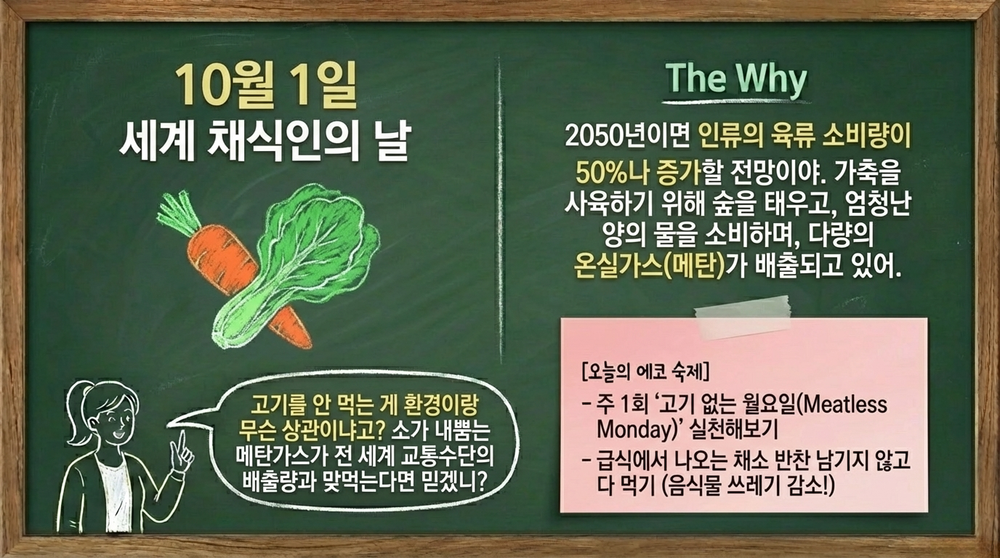 10월 1일
세계 채식인의 날
고기를 안 먹는 게 환경이랑
무슨 상관이냐고? 소가 내뿜는
메탄가스가 전 세계 교통수단의
배출량과 맞먹는다면 믿겠니?
The Why
2050년이면 인류의 육류 소비량이
50%나 증가할 전망이야. 가축을
사육하기 위해 숲을 태우고, 엄청난
양의 물을 소비하며, 다량의
온실가스(메탄)가 배출되고 있어.
[오늘의 에코 숙제]
- 주 1회 ‘고기 없는 월요일(Meatless
Monday)’ 실천해보기
- 급식에서 나오는 채소 반찬 남기지 않고
다 먹기 (음식물 쓰레기 감소!)